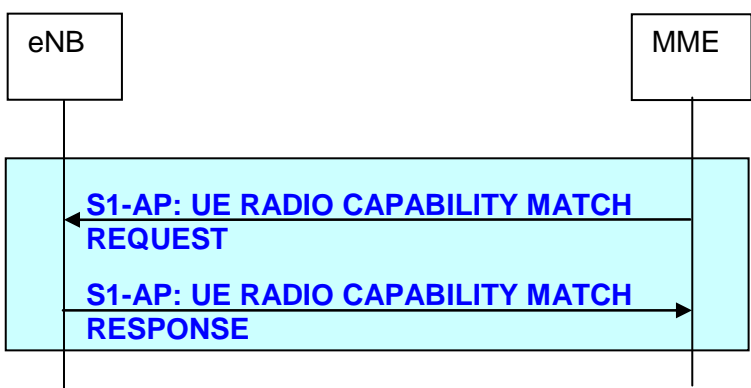 eNB
MME
S1-AP: UE RADIO CAPABILITY MATCH
REQUEST
S1-AP: UE RADIO CAPABILITY MATCH
RESPONSE